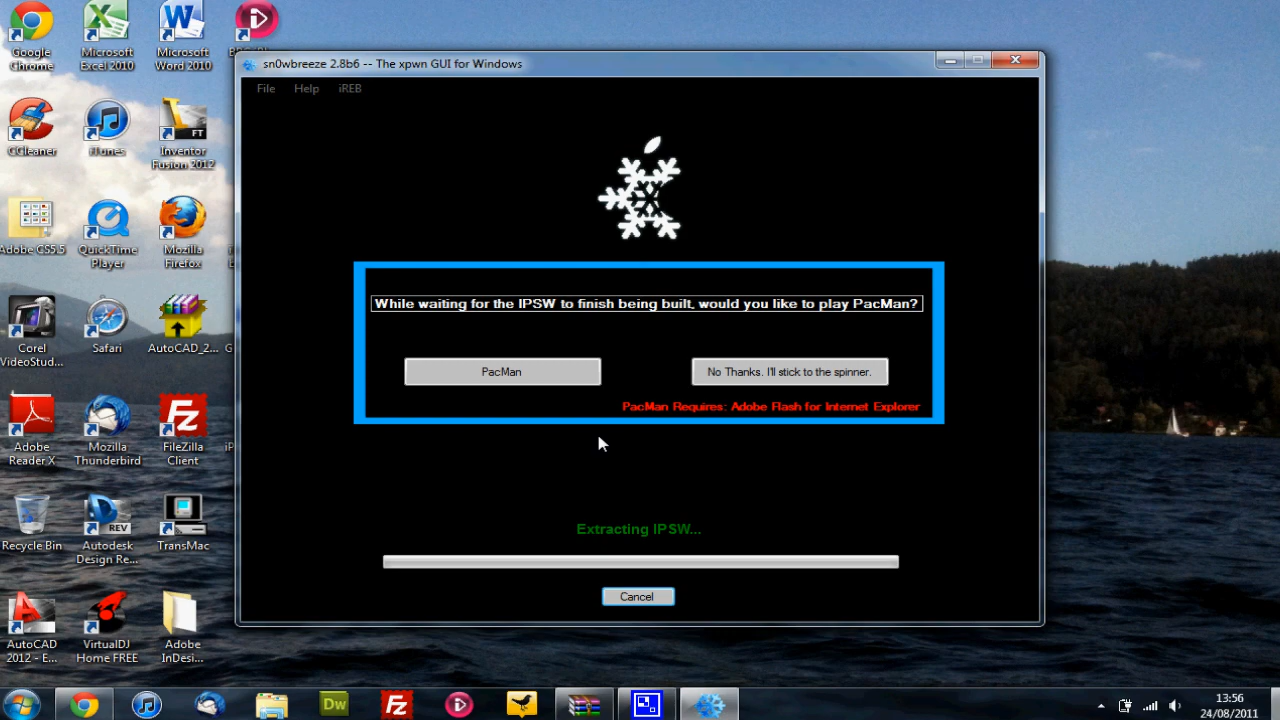 Google
Chrome
Microsoft
Excel 2010
Microsoft
Word 2010
sn0wbreeze 2.8b6 -- The xpwn GUI for Windows
File Help iREB
CCleaner
iTunes
Inventor
Fusion 2012
FT
Adobe CS5.5
QuickTime
Player
Mozilla
Firefox
While waiting for the IPSW to finish being built, would you like to play PacMan?
PacMan
No Thanks. I'll stick to the spinner.
PacMan Requires: Adobe Flash for Internet Explorer
Corel
VideoStud...
Safari
AutoCAD_2...
Adobe
Reader X
Mozilla
Thunderbird
FileZilla
Client
Extracting IPSW...
Cancel
Recycle Bin
REV
Autodesk
Design Re...
TransMac
AutoCAD
2012 - E...
VirtualDJ
Home FREE
Adobe
InDesi...
Dw
Fz
13:56
24/08/2011